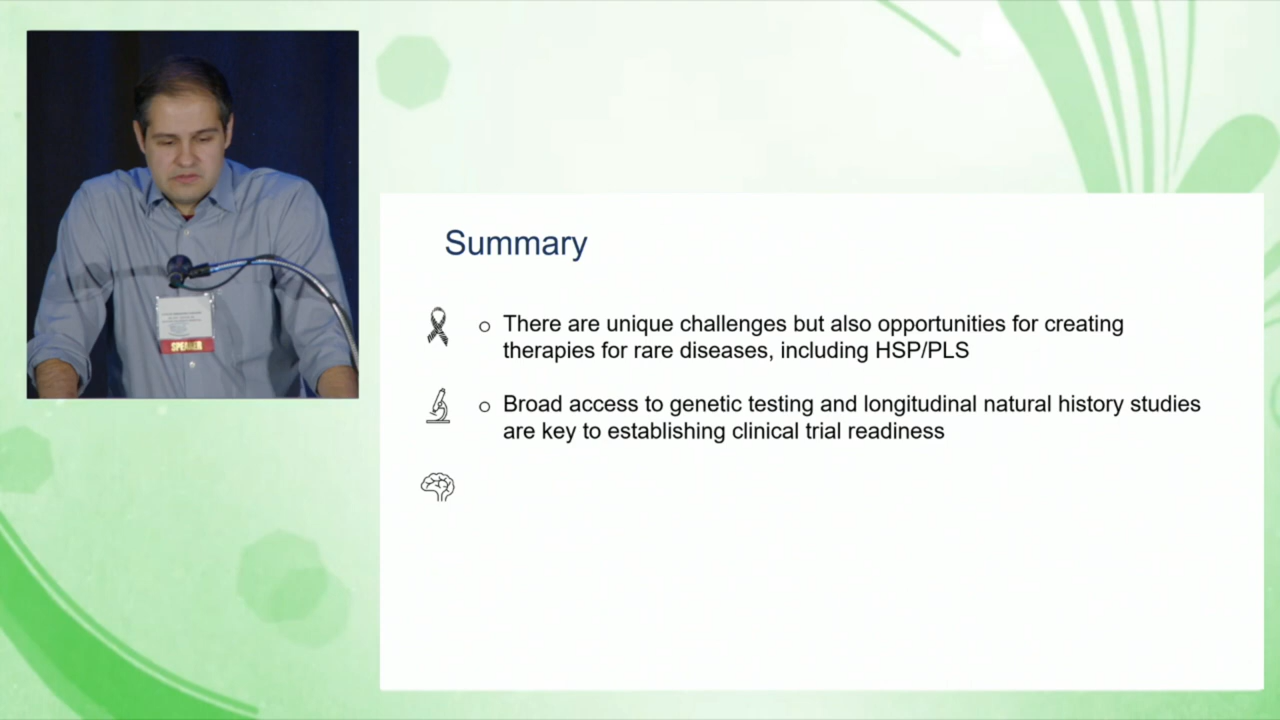 SPEAKER
Summary
There are unique challenges but also opportunities for creating
therapies for rare diseases, including HSP/PLS
Broad access to genetic testing and longitudinal natural history studies
are key to establishing clinical trial readiness